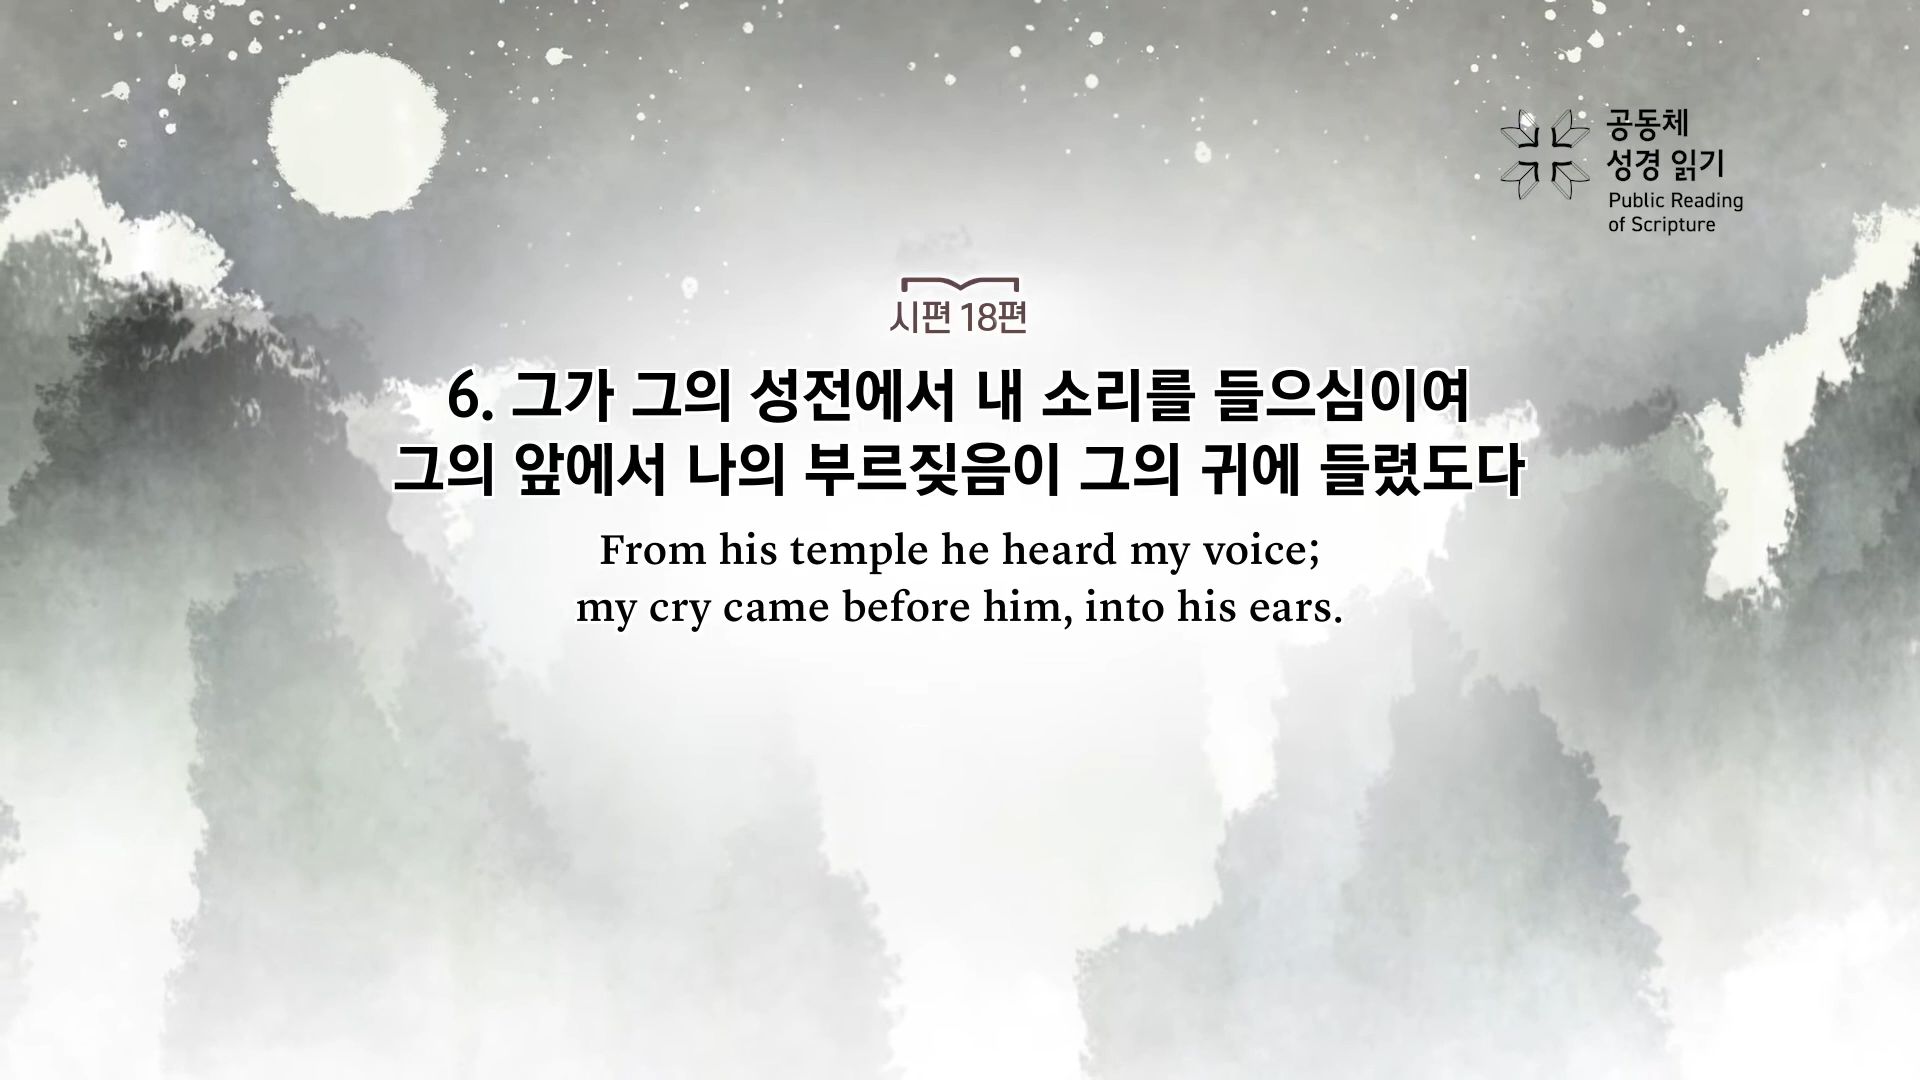 공동체
성경 읽기
Public Reading
of Scripture
시편 18편
6. 그가 그의 성전에서 내 소리를 들으심이여
그의 앞에서 나의 부르짖음이 그의 귀에 들렸도다
From his temple he heard my voice;
my cry came before him, into his ears.